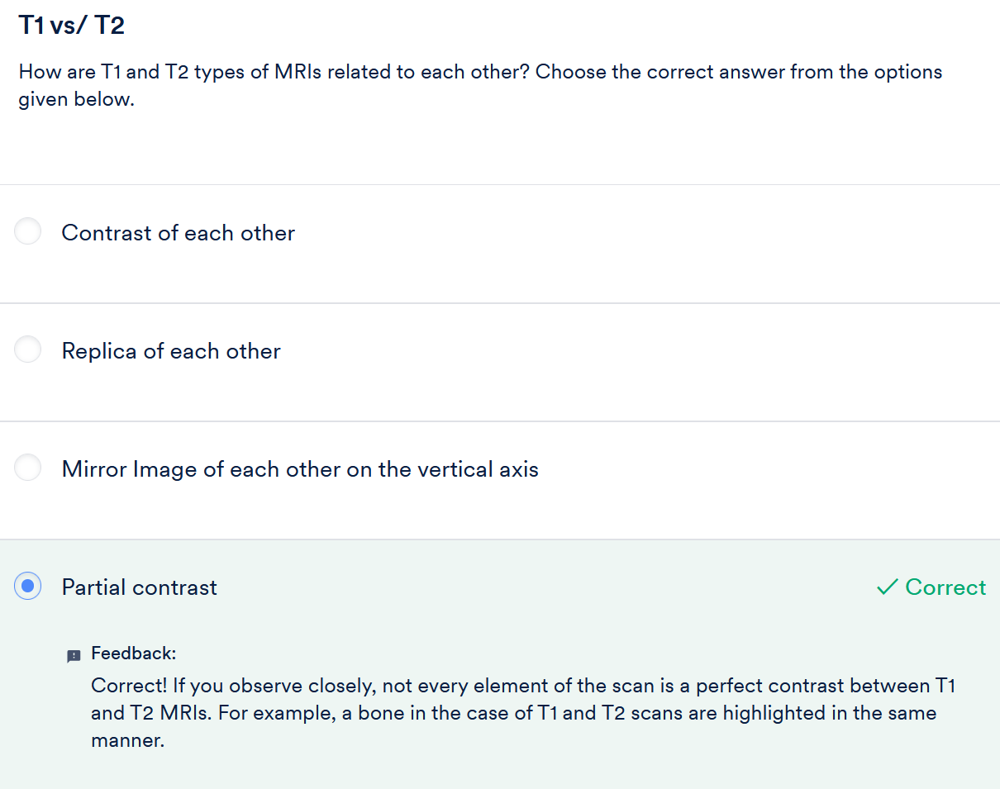 T1 vs/ T2
How are T1 and T2 types of MRIs related to each other? Choose the correct answer from the options
given below.
Contrast of each other
Replica of each other
Mirror Image of each other on the vertical axis
Partial contrast
Correct
Feedback:
Correct! If you observe closely, not every element of the scan is a perfect contrast between T1
and T2 MRIs. For example, a bone in the case of T1 and T2 scans are highlighted in the same
manner.